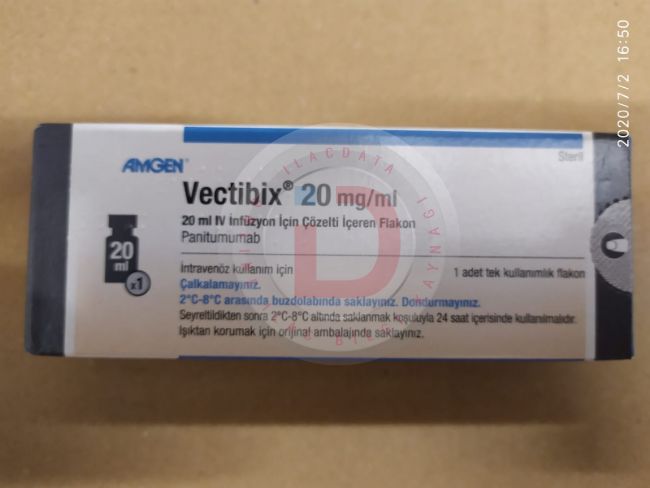 2020/7/2 16:50
AMGEN®
Steril
Vectibix® 20 mg/ml
20 ml IV İnfüzyon İçin Çözelti İçeren Flakon
Panitumumab
20
ml
x1
İntravenöz kullanım için
1 adet tek kullanımlık flakon
Çalkalamayınız.
2°C-8°C arasında buzdolabında saklayınız. Dondurmayınız.
Seyreltildikten sonra 2°C-8°C altında saklanmak koşuluyla 24 saat içerisinde kullanılmalıdır.
Işıktan korumak için orijinal ambalajında saklayınız.
ILACDATA
D
KAYNAĞI